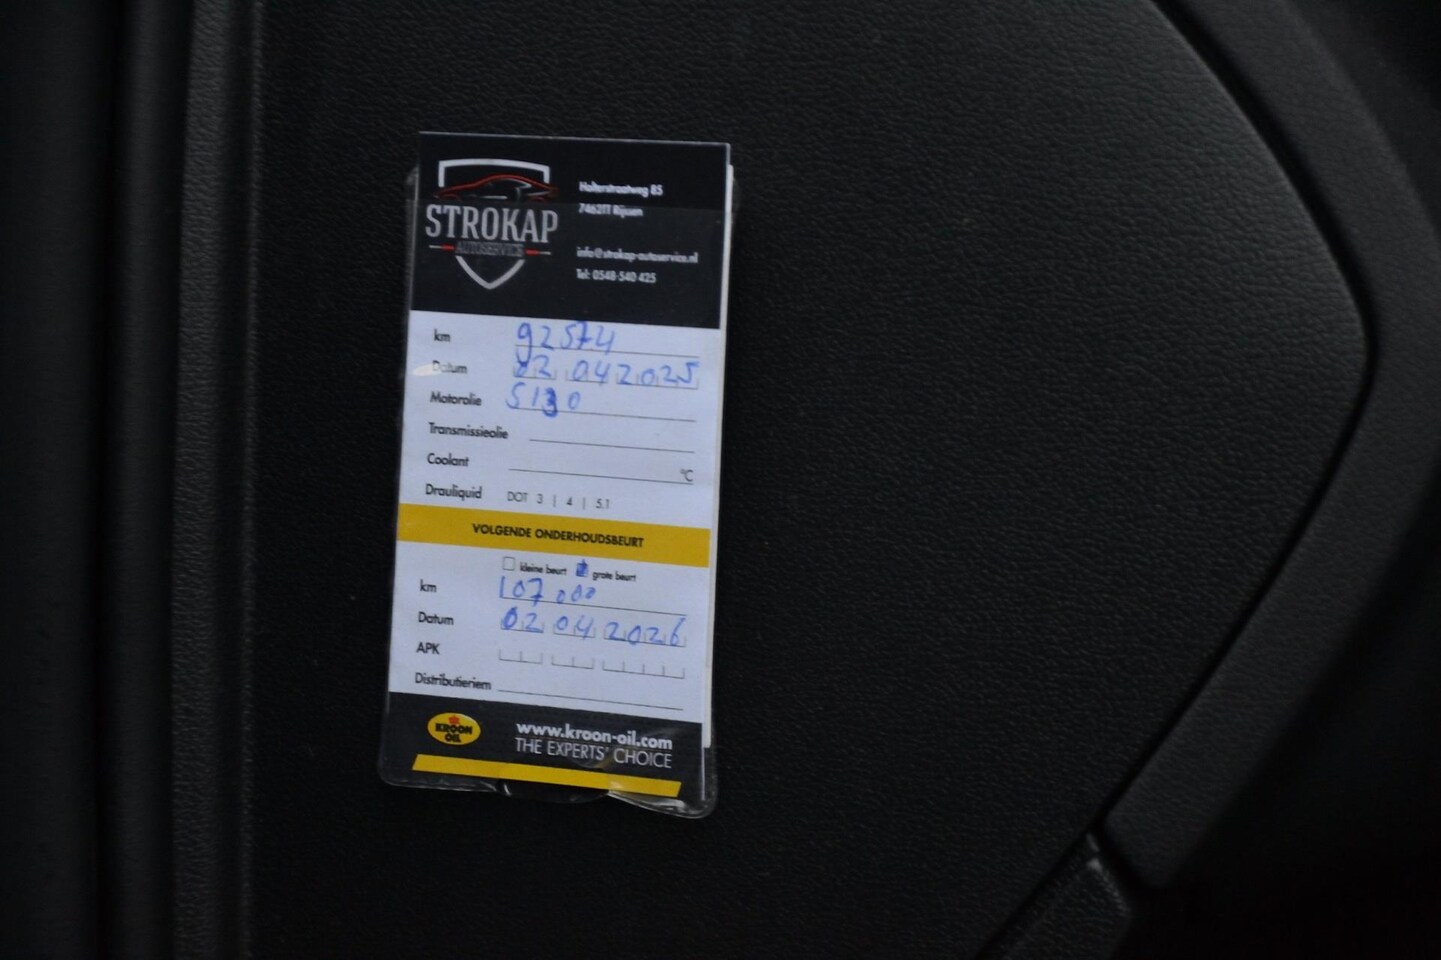 STROKAP
AUTOSERVICE
Holterstraatweg 85
7462TT Rijssen
info@strokap-autoservice.nl
Tel: 0548-540 425
km 92574
Datum 02 04 2025
Motorolie 5130
Transmissieolie
Coolant °C
Drauliquid DOT 3 | 4 | 5.1
VOLGENDE ONDERHOUDSBEURT
kleine beurt grote beurt
km 107.000
Datum 02 04 2026
APK
Distributieriem
KROON
OIL
www.kroon-oil.com
THE EXPERTS' CHOICE